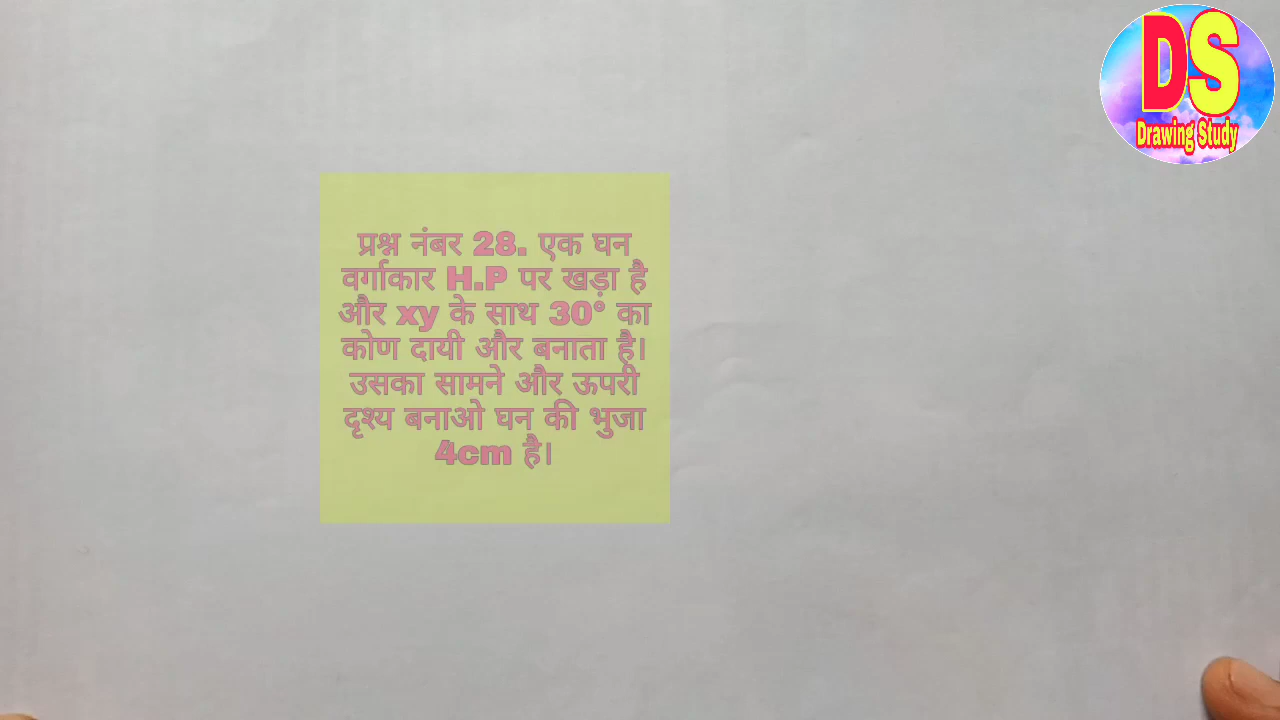 DS
Drawing Study
प्रश्न नंबर 28. एक घन
वर्गाकार H.P पर खड़ा है
और xy के साथ 30° का
कोण दायी और बनाता है।
उसका सामने और ऊपरी
दृश्य बनाओ घन की भुजा
4cm है।